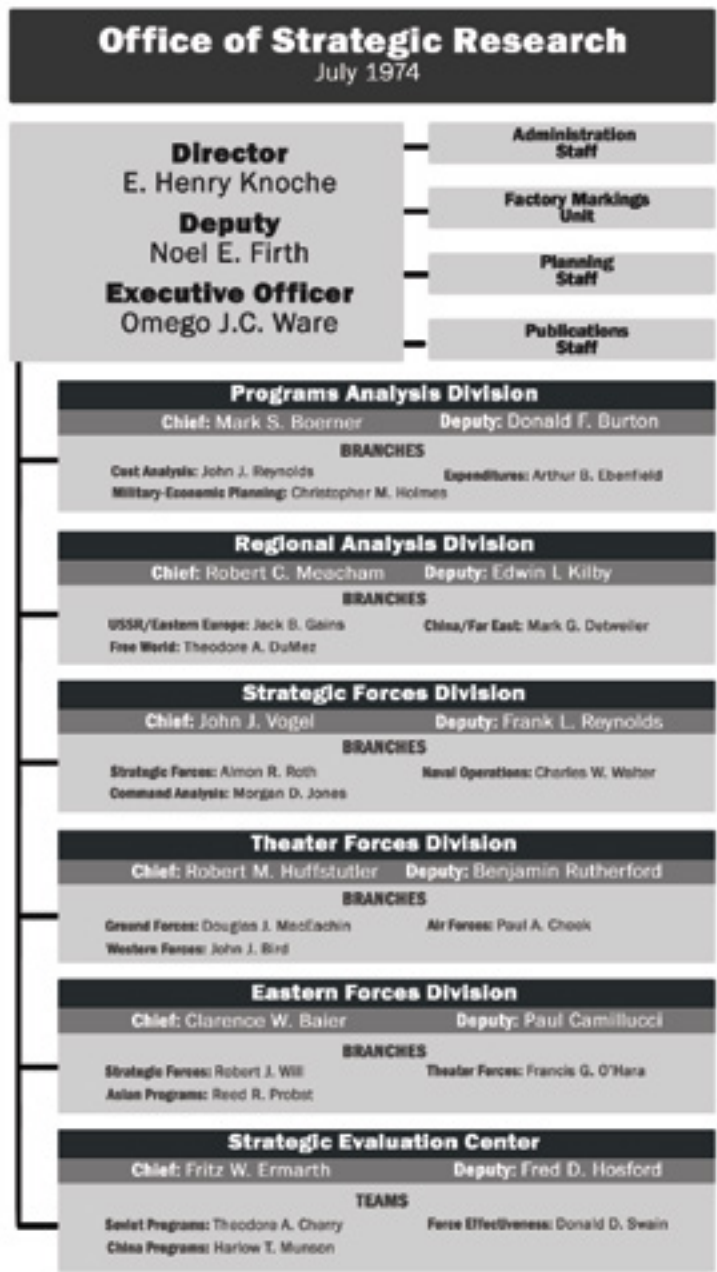 Office of Strategic Research
July 1974
Director
E. Henry Knoche
Deputy
Noel E. Firth
Executive Officer
Omego J.C. Ware
Administration
Staff
Factory Markings
Unit
Planning
Staff
Publications
Staff
Programs Analysis Division
Chief: Mark S. Boerner Deputy: Donald F. Burton
BRANCHES
Cost Analysis: John J. Reynolds Expenditures: Arthur B. Ebenfield
Military-Economic Planning: Christopher M. Holmes
Regional Analysis Division
Chief: Robert C. Meacham Deputy: Edwin L Kilby
BRANCHES
USSR/Eastern Europe: Jack B. Gains China/Far East: Mark G. Detweiler
Free World: Theodore A. DuMez
Strategic Forces Division
Chief: John J. Vogel Deputy: Frank L. Reynolds
BRANCHES
Strategic Forces: Almon R. Roth Naval Operations: Charles W. Walter
Command Analysis: Morgan D. Jones
Theater Forces Division
Chief: Robert M. Huffstutler Deputy: Benjamin Rutherford
BRANCHES
Ground Forces: Douglas J. MacEachin Air Forces: Paul A. Cheek
Western Forces: John J. Bird
Eastern Forces Division
Chief: Clarence W. Baier Deputy: Paul Camillucci
BRANCHES
Strategic Forces: Robert J. Will Theater Forces: Francis G. O'Hara
Asian Programs: Reed R. Probst
Strategic Evaluation Center
Chief: Fritz W. Ermarth Deputy: Fred D. Hosford
TEAMS
Soviet Programs: Theodore A. Cherry Force Effectiveness: Donald D. Swain
China Programs: Harlow T. Munson